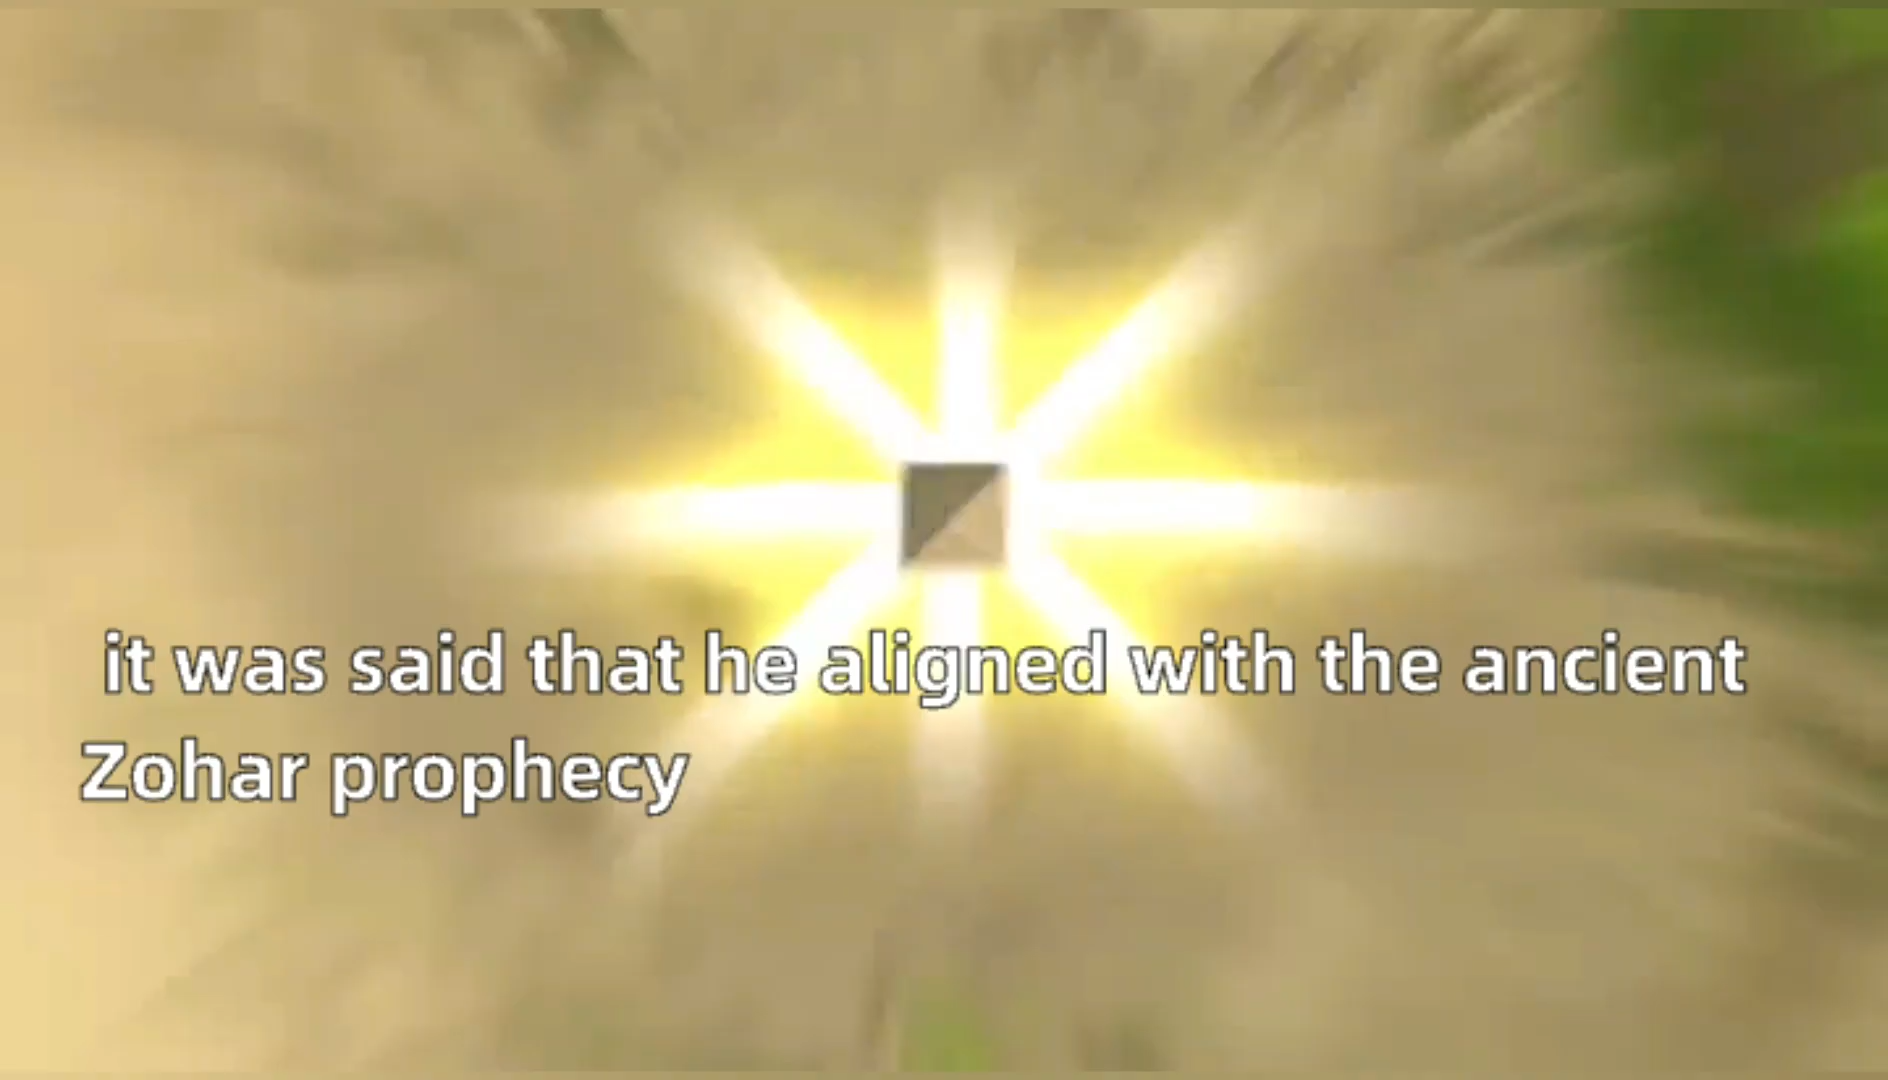 it was said that he aligned with the ancient
Zohar prophecy